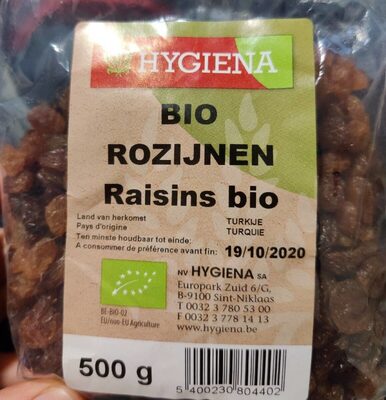 HYGIENA
BIO
ROZIJNEN
Raisins bio
Land van herkomst TURKIJE
Pays d'origine TURQUIE
Ten minste houdbaar tot einde:
A consommer de préférence avant fin: 19/10/2020
NV HYGIENA SA
Europark Zuid 6/G,
B-9100 Sint-Niklaas
T 0032 3 780 53 00
F 0032 3 778 14 13
www.hygiena.be
BE-BIO-02
EU/non-EU Agriculture
500 g
5 400230 804402